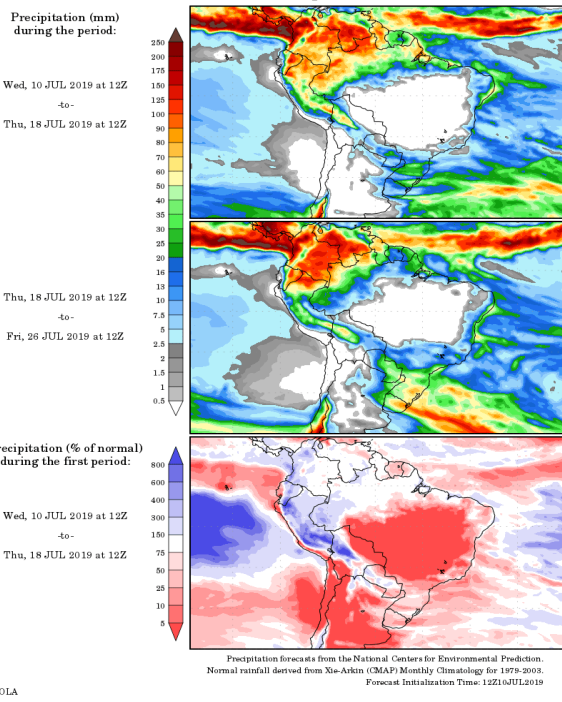 Precipitation (mm)
during the period:
250
200
175
150
125
100
90
80
70
60
50
40
35
30
25
20
16
13
10
7.5
5
2.5
2
1.5
1
0.5
Wed, 10 JUL 2019 at 12Z
-to-
Thu, 18 JUL 2019 at 12Z
Thu, 18 JUL 2019 at 12Z
-to-
Fri, 26 JUL 2019 at 12Z
recipitation (% of normal)
during the first period:
800
600
400
300
150
75
50
25
10
5
Wed, 10 JUL 2019 at 12Z
-to-
Thu, 18 JUL 2019 at 12Z
Precipitation forecasts from the National Centers for Environmental Prediction.
Normal rainfall derived from Xie-Arkin (CMAP) Monthly Climatology for 1979-2003.
Forecast Initialization Time: 12Z10JUL2019
OLA